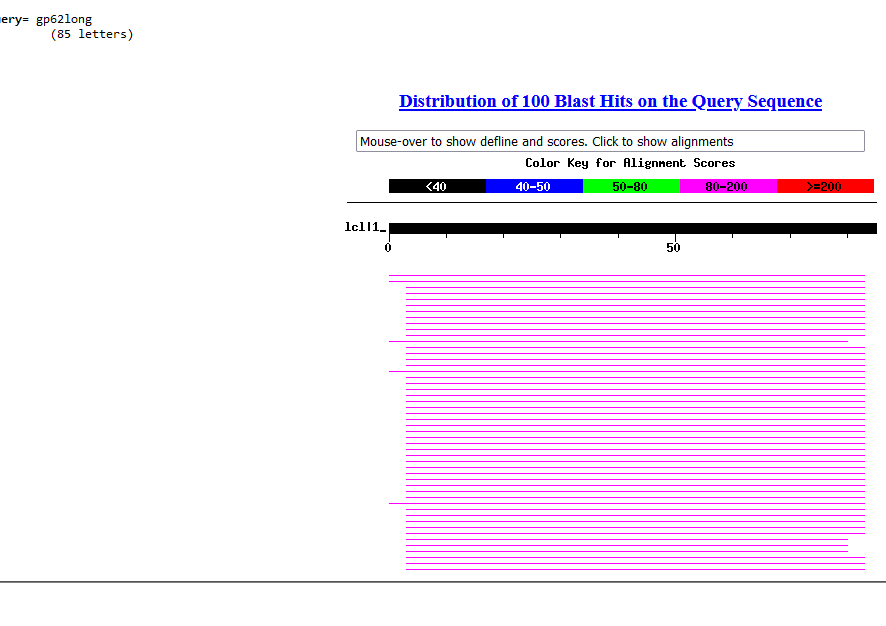 ery= gp62long
(85 letters)
Distribution of 100 Blast Hits on the Query Sequence
Mouse-over to show defline and scores. Click to show alignments
Color Key for Alignment Scores
<40 40-50 50-80 80-200 >=200
lcl|1_
0 50